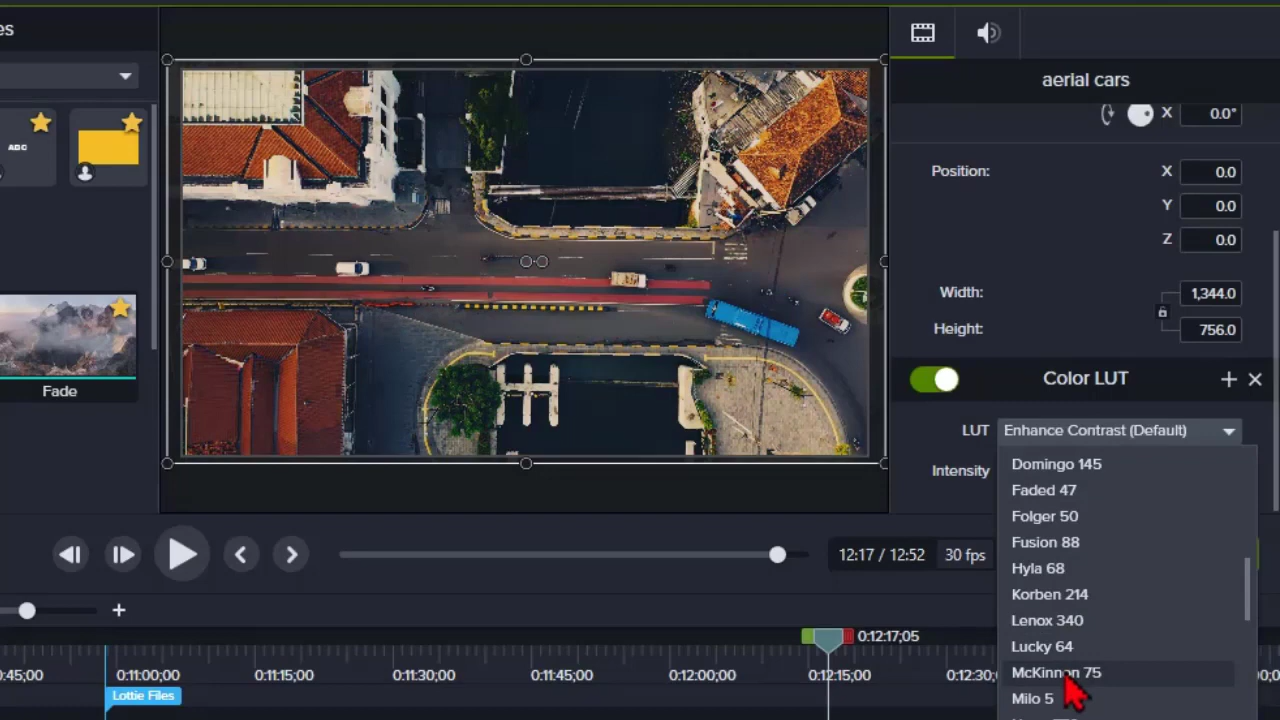 es
aerial cars
ABC
X 0.0°
Position: X 0.0
Y 0.0
Z 0.0
Width: 1,344.0
Height: 756.0
Color LUT
Fade
LUT Enhance Contrast (Default)
Intensity
Domingo 145
Faded 47
Folger 50
Fusion 88
Hyla 68
Korben 214
Lenox 340
Lucky 64
McKinnon 75
Milo 5
12:17 / 12:52 30 fps
0:12:17;05
:45;00 0:11:00;00 0:11:15;00 0:11:30;00 0:11:45;00 0:12:00;00 0:12:15;00 0:12:30;
Lottie Files